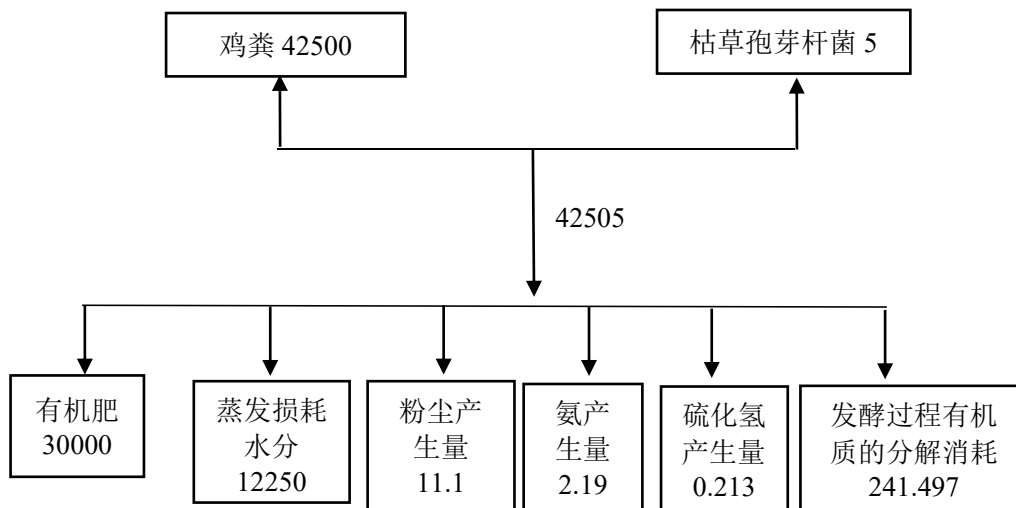 鸡粪 42500
枯草孢芽杆菌 5
42505
有机肥
30000
蒸发损耗
水分
12250
粉尘产
生量
11.1
氨产
生量
2.19
硫化氢
产生量
0.213
发酵过程有机
质的分解消耗
241.497